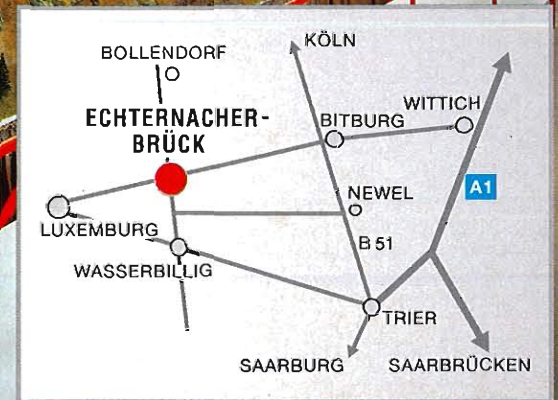 KÖLN
BOLLENDORF
WITTICH
ECHTERNACHER-
BRÜCK
BITBURG
A1
NEWEL
LUXEMBURG
B 51
WASSERBILLIG
TRIER
SAARBURG
SAARBRÜCKEN